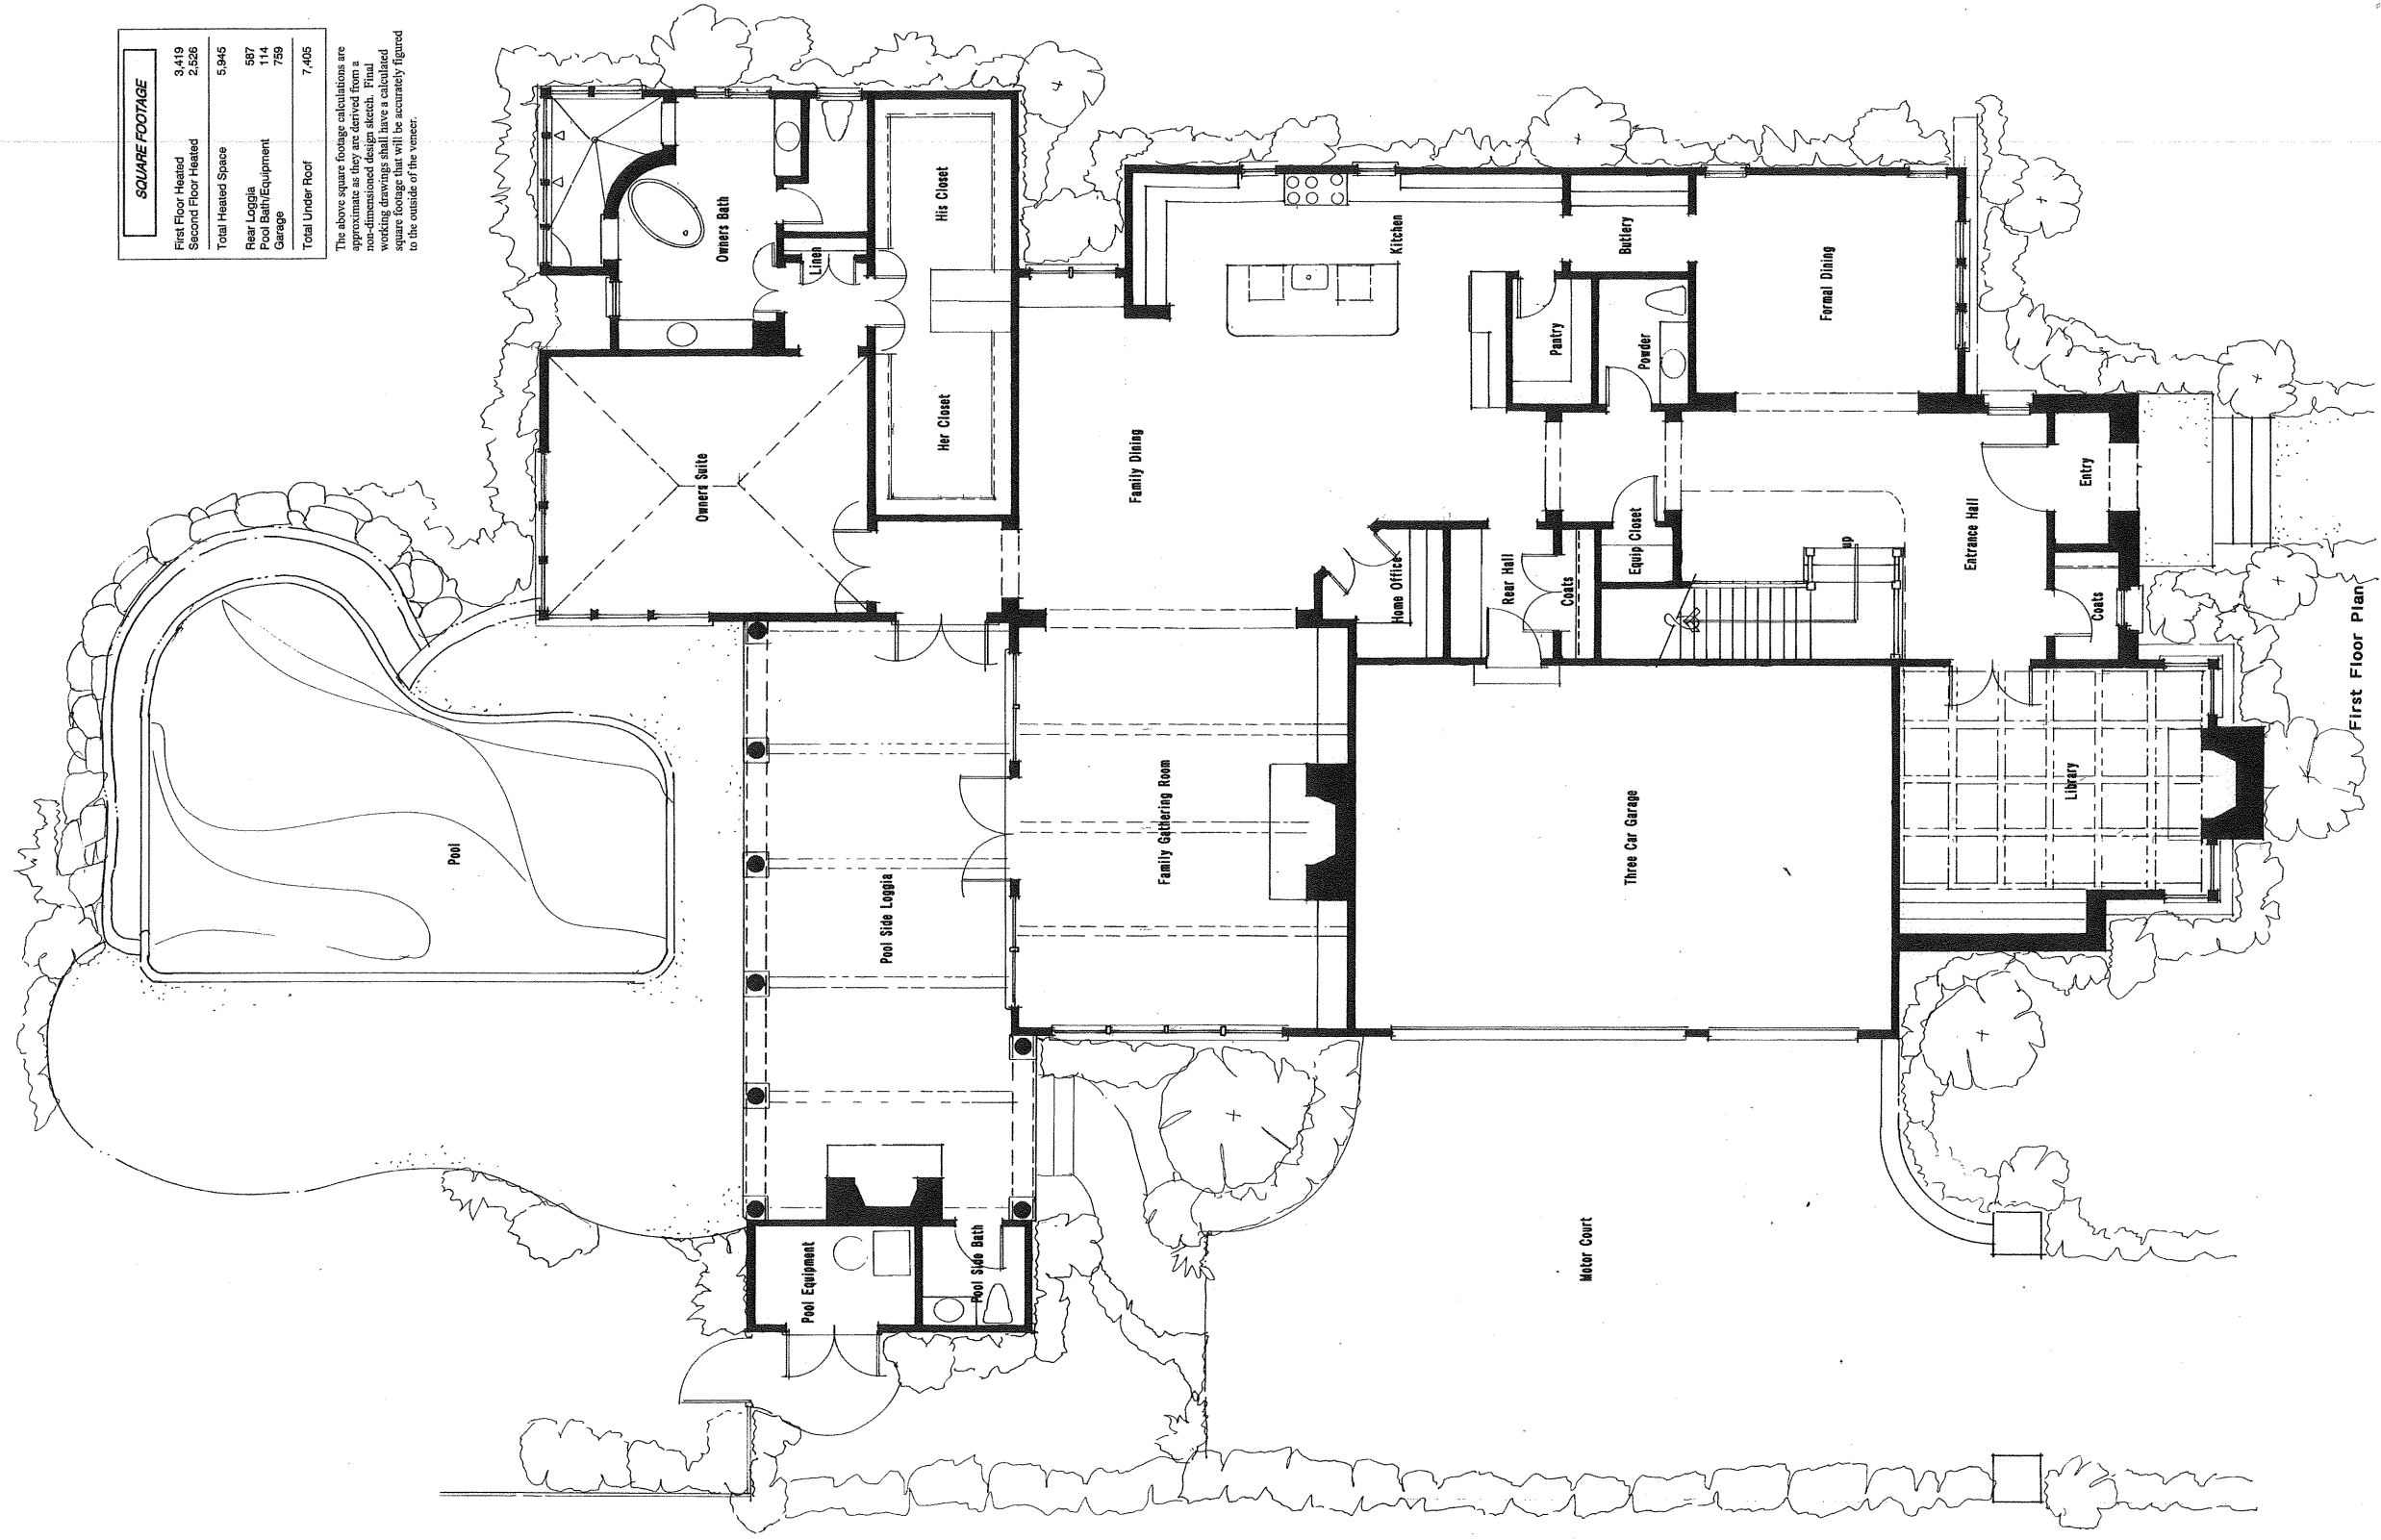 SQUARE FOOTAGE
First Floor Heated 3,419
Second Floor Heated 2,526
Total Heated Space 5,945
Rear Loggia 587
Pool Bath/Equipment 114
Garage 759
Total Under Roof 7,405
The above square footage calculations are
approximate as they are derived from a
non-dimensioned design sketch. Final
working drawings shall have a calculated
square footage that will be accurately figured
to the outside of the veneer.
Pool
Owners Suite
Owners Bath
Linen
His Closet
Her Closet
Pool Equipment
Pool Side Bath
Pool Side Loggia
Family Gathering Room
Family Dining
Kitchen
Home Office
Rear Hall
Coats
Pantry
Butlery
Powder
Equip Closet
Three Car Garage
Motor Court
Formal Dining
up
Entrance Hall
Library
Coats
Entry
First Floor Plan